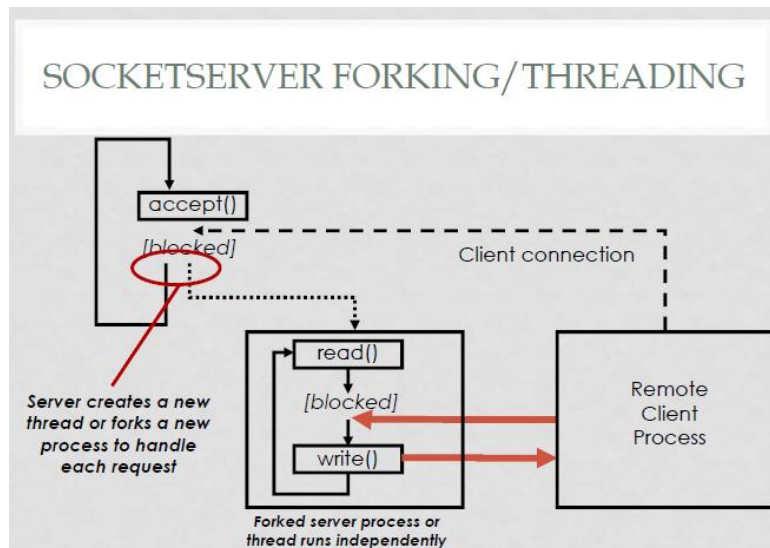 SOCKETSERVER FORKING/THREADING
accept()
[blocked]
Client connection
Server creates a new
thread or forks a new
process to handle
each request
read()
[blocked]
write()
Forked server process or
thread runs independently
Remote
Client
Process